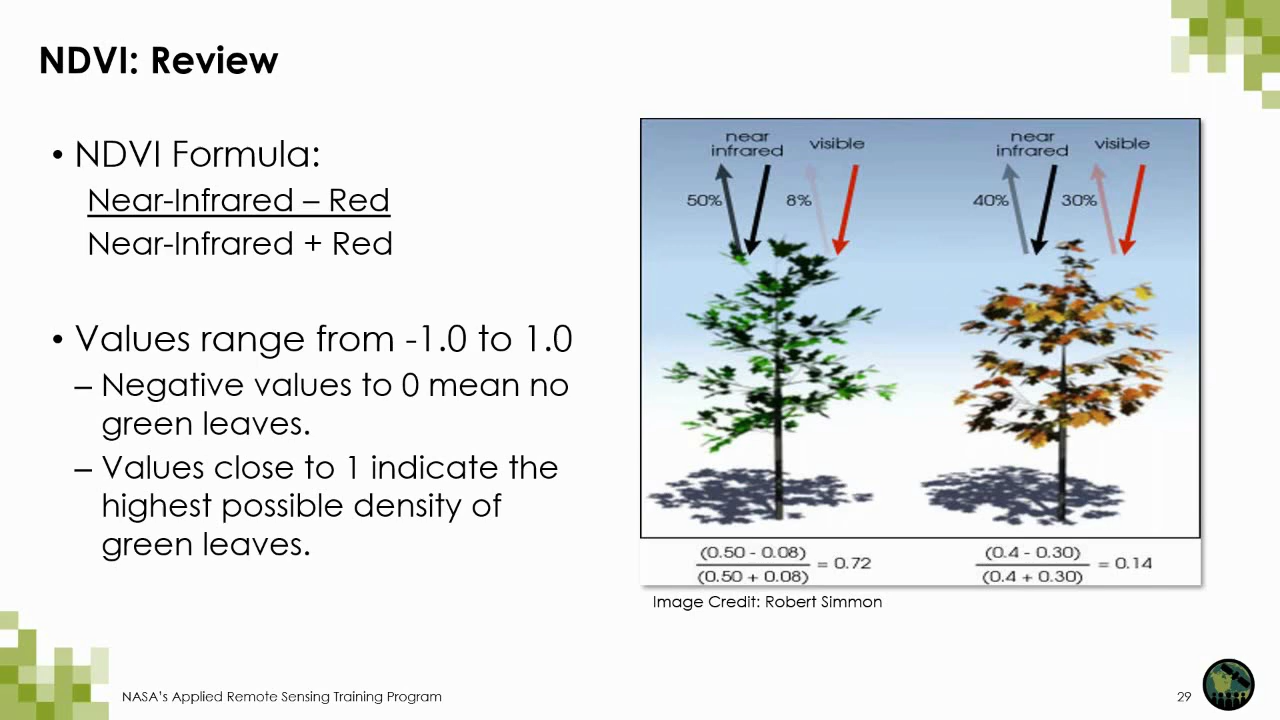 NDVI: Review
• NDVI Formula:
Near-Infrared – Red
Near-Infrared + Red
• Values range from -1.0 to 1.0
– Negative values to 0 mean no
green leaves.
– Values close to 1 indicate the
highest possible density of
green leaves.
near
infrared
visible
50%
8%
near
infrared
visible
40%
30%
(0.50 - 0.08)
(0.50 + 0.08)
= 0.72
(0.4 - 0.30)
(0.4 + 0.30)
= 0.14
Image Credit: Robert Simmon
NASA's Applied Remote Sensing Training Program
29